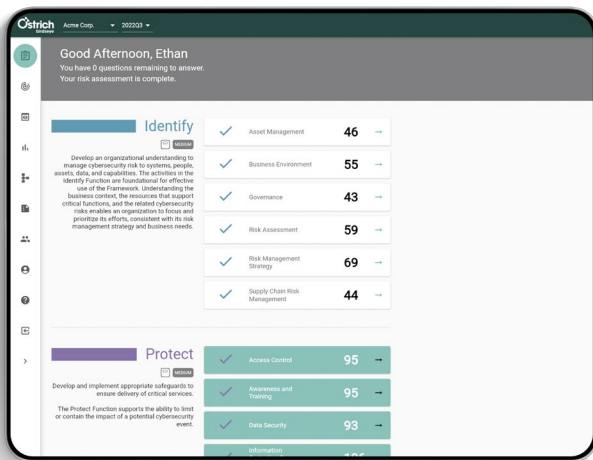 Ostrich
birdseye
Acme Corp.
2022Q3
Good Afternoon, Ethan
You have 0 questions remaining to answer.
Your risk assessment is complete.
Identify
MEDIUM
Develop an organizational understanding to
manage cybersecurity risk to systems, people,
assets, data, and capabilities. The activities in the
Identify Function are foundational for effective
use of the Framework. Understanding the
business context, the resources that support
critical functions, and the related cybersecurity
risks enables an organization to focus and
prioritize its efforts, consistent with its risk
management strategy and business needs.
Asset Management 46
Business Environment 55
Governance 43
Risk Assessment 59
Risk Management
Strategy 69
Supply Chain Risk
Management 44
Protect
MEDIUM
Develop and implement appropriate safeguards to
ensure delivery of critical services.
The Protect Function supports the ability to limit
or contain the impact of a potential cybersecurity
event.
Access Control 95
Awareness and
Training 95
Data Security 93
Information